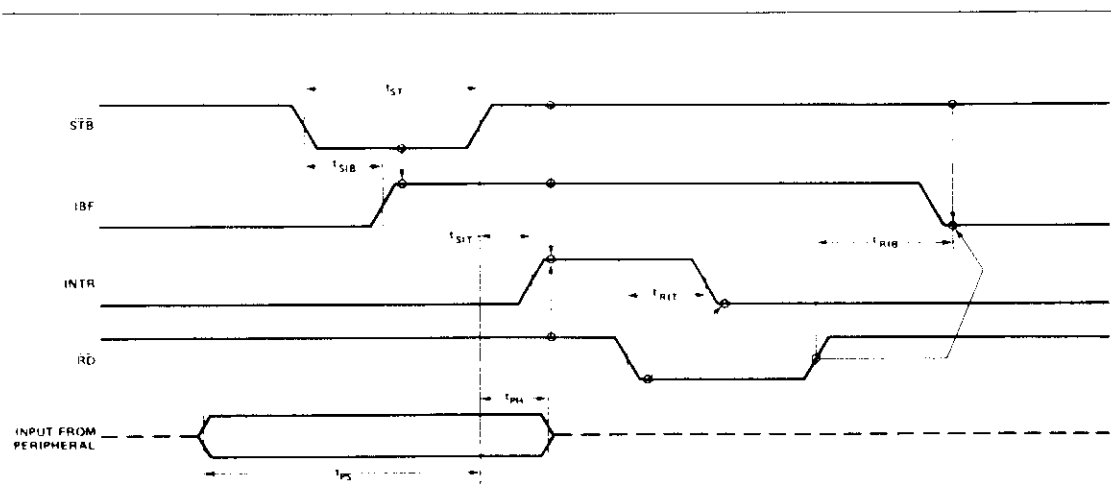 tST
STB
tSIB
IBF
tSIT
tRIB
INTR
tRIT
RD
tPH
INPUT FROM
PERIPHERAL
tPS